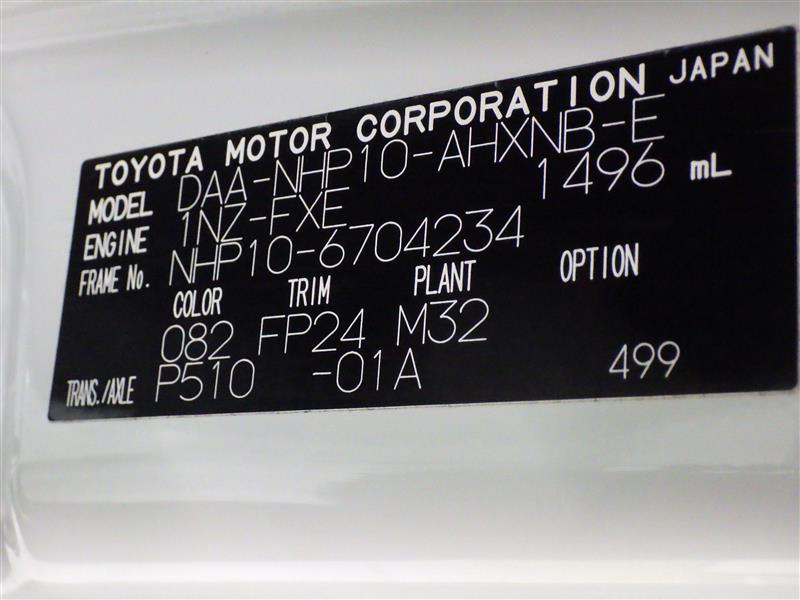 TOYOTA MOTOR CORPORATION JAPAN
MODEL DAA-NHP10-AHXNB-E
ENGINE 1NZ-FXE 1496 mL
FRAME No. NHP10-6704234
COLOR TRIM PLANT OPTION
082 FP24 M32
TRANS./AXLE P510 -01A 499